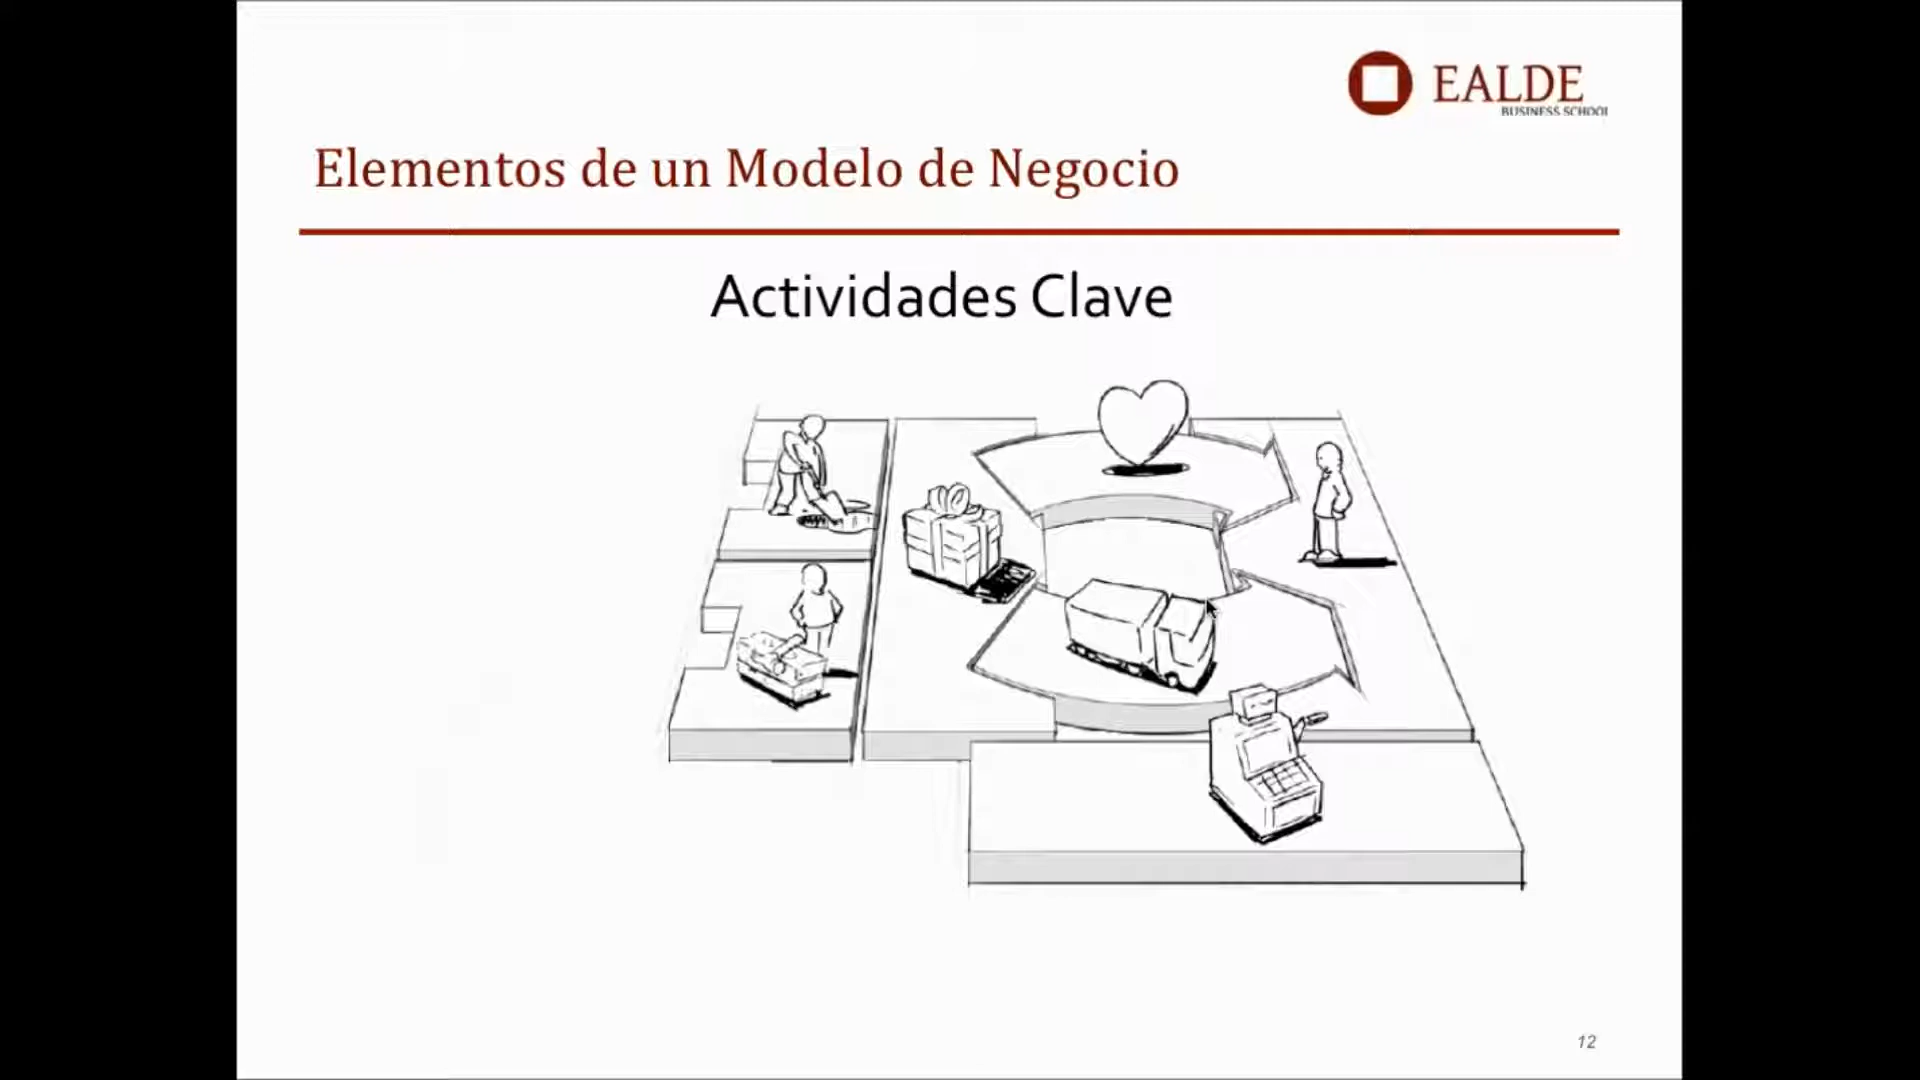 EALDE
BUSINESS SCHOOL
Elementos de un Modelo de Negocio
Actividades Clave
12